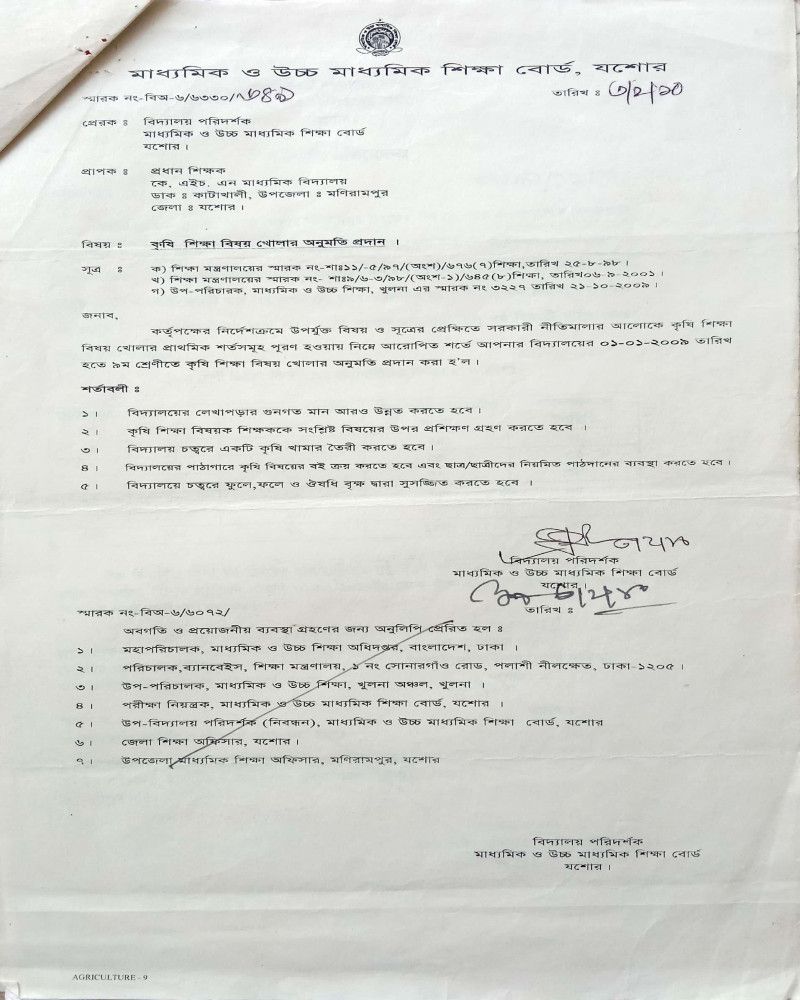 মাধ্যমিক ও উচ্চ মাধ্যমিক শিক্ষা বোর্ড, যশোর
স্মারক নং-বিঅ-৬/৬৩৩০/
তারিখ ঃ ৩/২/১০
প্রেরক ঃ বিদ্যালয় পরিদর্শক
মাধ্যমিক ও উচ্চ মাধ্যমিক শিক্ষা বোর্ড
যশোর।
প্রাপক ঃ প্রধান শিক্ষক
কে, এইচ. এন মাধ্যমিক বিদ্যালয়
ডাক ঃ কাটাখালী, উপজেলা ঃ মণিরামপুর
জেলা ঃ যশোর।
বিষয় ঃ কৃষি শিক্ষা বিষয় খোলার অনুমতি প্রদান ।
সূত্র ঃ ক) শিক্ষা মন্ত্রণালয়ের স্মারক নং-শাঃ১১/-৫/৯৭/(অংশ)/৬৭৬(৭)শিক্ষা,তারিখ ২৫-৮-৯৮।
খ) শিক্ষা মন্ত্রণালয়ের স্মারক নং- শাঃ৯/৬-৩/৯৮/(অংশ-১)/৬৪৫(৮)শিক্ষা, তারিখ০৬-৯-২০০১।
গ) উপ-পরিচারক, মাধ্যমিক ও উচ্চ শিক্ষা, খুলনা এর স্মারক নং ৩২২৭ তারিখ ২১-১০-২০০৯।
জনাব,
কর্তৃপক্ষের নির্দেশক্রমে উপর্যুক্ত বিষয় ও সূত্রের প্রেক্ষিতে সরকারী নীতিমালার আলোকে কৃষি শিক্ষা
বিষয় খোলার প্রাথমিক শর্তসমূহ পূরণ হওয়ায় নিম্নে আরোপিত শর্তে আপনার বিদ্যালয়ের ০১-০১-২০০৯ তারিখ
হতে ৯ম শ্রেণীতে কৃষি শিক্ষা বিষয় খোলার অনুমতি প্রদান করা হ'ল।
শর্তাবলী ঃ
১। বিদ্যালয়ের লেখাপড়ার গুনগত মান আরও উন্নত করতে হবে।
২। কৃষি শিক্ষা বিষয়ক শিক্ষককে সংশ্লিষ্ট বিষয়ের উপর প্রশিক্ষণ গ্রহণ করতে হবে ।
৩। বিদ্যালয় চত্বরে একটি কৃষি খামার তৈরী করতে হবে।
৪। বিদ্যালয়ের পাঠাগারে কৃষি বিষয়ের বই ক্রয় করতে হবে এবং ছাত্র/ছাত্রীদের নিয়মিত পাঠদানের ব্যবস্থা করতে হবে।
৫। বিদ্যালয়ে চত্বরে ফুলে,ফলে ও ঔষধি বৃক্ষ দ্বারা সুসজ্জিত করতে হবে ।
বিদ্যালয় পরিদর্শক
মাধ্যমিক ও উচ্চ মাধ্যমিক শিক্ষা বোর্ড
যশোর।
স্মারক নং-বিঅ-৬/৬০৭২/
তারিখ ঃ
অবগতি ও প্রয়োজনীয় ব্যবস্থা গ্রহণের জন্য অনুলিপি প্রেরিত হল ঃ
১। মহাপরিচালক, মাধ্যমিক ও উচ্চ শিক্ষা অধিদপ্তর, বাংলাদেশ, ঢাকা।
২। পরিচালক,ব্যানবেইস, শিক্ষা মন্ত্রণালয়, ১ নং সোনারগাঁও রোড, পলাশী নীলক্ষেত, ঢাকা-১২০৫।
৩। উপ-পরিচালক, মাধ্যমিক ও উচ্চ শিক্ষা, খুলনা অঞ্চল, খুলনা ।
৪। পরীক্ষা নিয়ন্ত্রক, মাধ্যমিক ও উচ্চ মাধ্যমিক শিক্ষা বোর্ড, যশোর ।
৫। উপ-বিদ্যালয় পরিদর্শক (নিবন্ধন), মাধ্যমিক ও উচ্চ মাধ্যমিক শিক্ষা বোর্ড, যশোর
৬। জেলা শিক্ষা অফিসার, যশোর।
৭। উপজেলা মাধ্যমিক শিক্ষা অফিসার, মণিরামপুর, যশোর
বিদ্যালয় পরিদর্শক
মাধ্যমিক ও উচ্চ মাধ্যমিক শিক্ষা বোর্ড
যশোর।
AGRICULTURE - 9